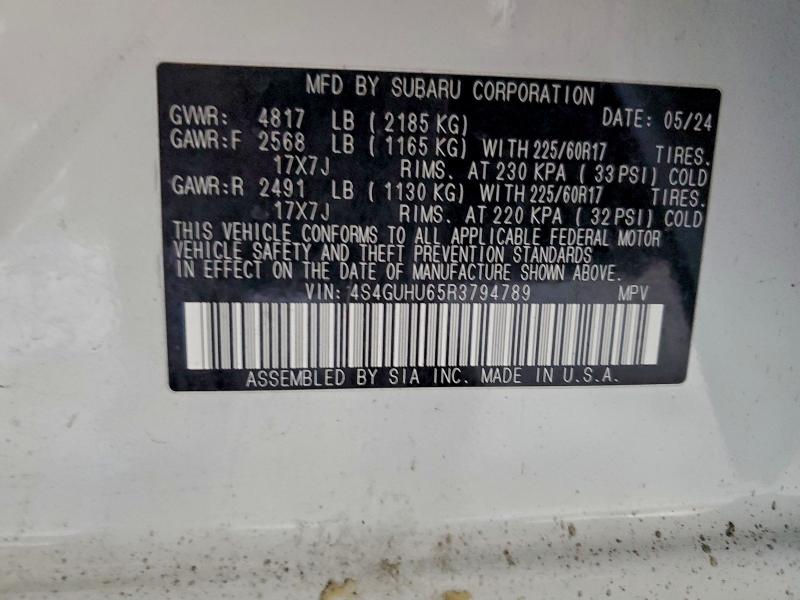 MFD BY SUBARU CORPORATION
GVWR: 4817 LB ( 2185 KG) DATE: 05/24
GAWR:F 2568 LB ( 1165 KG) WITH 225/60R17 TIRES.
17X7J RIMS. AT 230 KPA ( 33 PSI) COLD
GAWR:R 2491 LB ( 1130 KG) WITH 225/60R17 TIRES.
17X7J RIMS. AT 220 KPA ( 32 PSI) COLD
THIS VEHICLE CONFORMS TO ALL APPLICABLE FEDERAL MOTOR
VEHICLE SAFETY AND THEFT PREVENTION STANDARDS
IN EFFECT ON THE DATE OF MANUFACTURE SHOWN ABOVE.
VIN: 4S4GUHU65R3794789 MPV
ASSEMBLED BY SIA INC. MADE IN U.S.A.